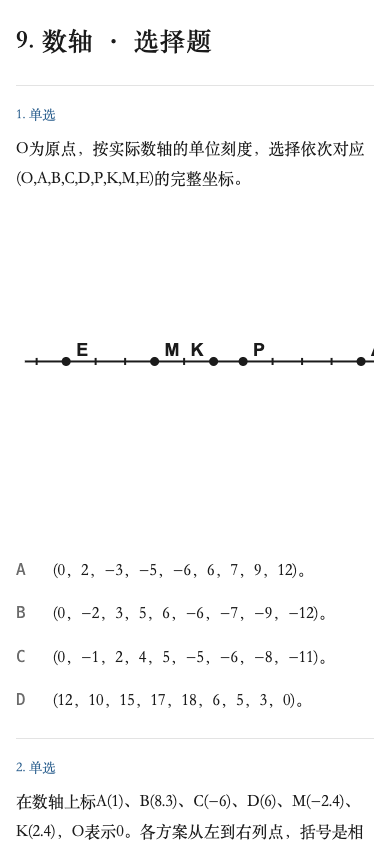 9. 数轴 · 选择题
1. 单选
O为原点，按实际数轴的单位刻度，选择依次对应
(O,A,B,C,D,P,K,M,E)的完整坐标。
E M K P
A (0，2，−3，−5，−6，6，7，9，12)。
B (0，−2，3，5，6，−6，−7，−9，−12)。
C (0，−1，2，4，5，−5，−6，−8，−11)。
D (12，10，15，17，18，6，5，3，0)。
2. 单选
在数轴上标A(1)、B(8.3)、C(−6)、D(6)、M(−2.4)、
K(2.4)，O表示0。各方案从左到右列点，括号是相